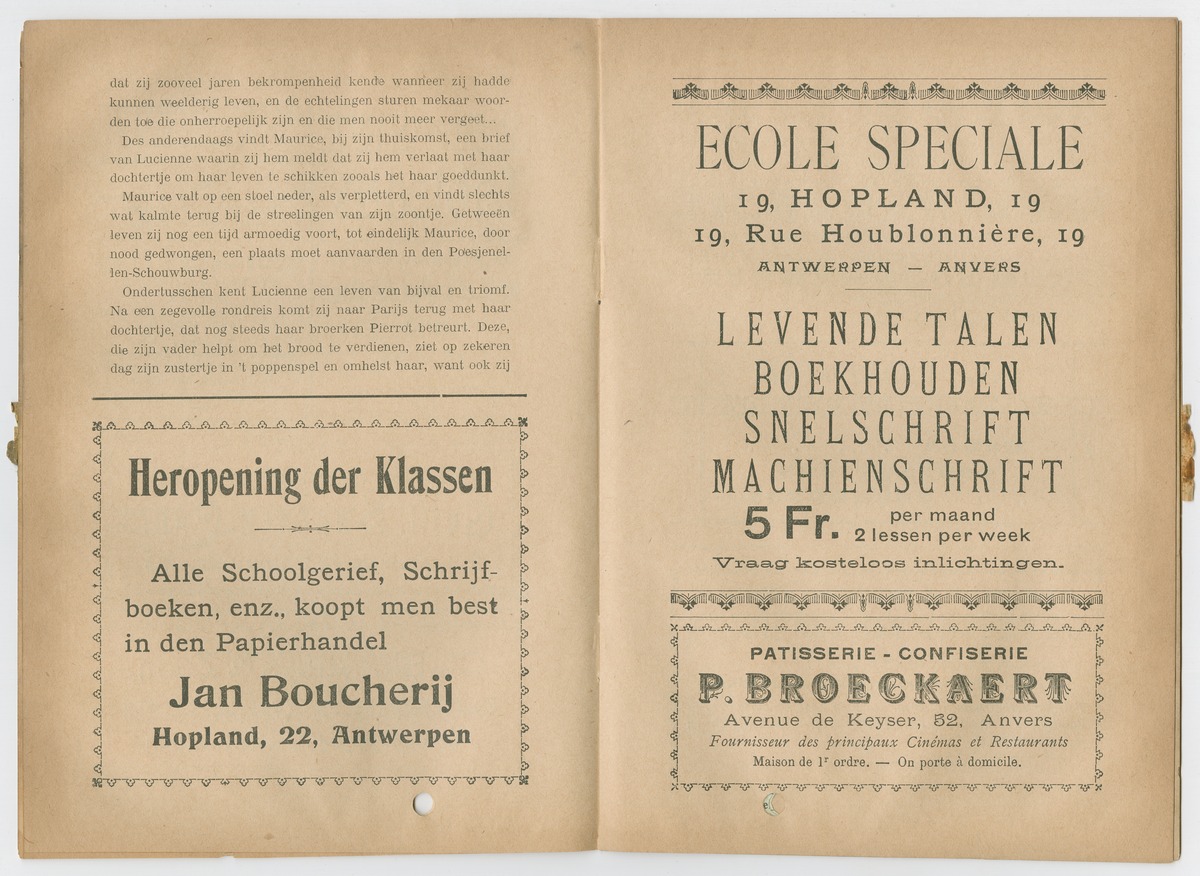 dat zij zooveel jaren bekrompenheid kende wanneer zij hadde
kunnen weelderig leven, en de echtelingen sturen mekaar woor-
den toe die onherroepelijk zijn en die men nooit meer vergeet...
Des anderendaags vindt Maurice, bij zijn thuiskomst, een brief
van Lucienne waarin zij hem meldt dat zij hem verlaat met haar
dochtertje om haar leven te schikken zooals het haar goeddunkt.
Maurice valt op een stoel neder, als verpletterd, en vindt slechts
wat kalmte terug bij de streelingen van zijn zoontje. Getweeën
leven zij nog een tijd armoedig voort, tot eindelijk Maurice, door
nood gedwongen, een plaats moet aanvaarden in den Poesjenel-
len-Schouwburg.
Ondertusschen kent Lucienne een leven van bijval en triomf.
Na een zegevolle rondreis komt zij naar Parijs terug met haar
dochtertje, dat nog steeds haar broerken Pierrot betreurt. Deze,
die zijn vader helpt om het brood te verdienen, ziet op zekeren
dag zijn zustertje in 't poppenspel en omhelst haar, want ook zij
Heropening der Klassen
Alle Schoolgerief, Schrijf-
boeken, enz., koopt men best
in den Papierhandel
Jan Boucherij
Hopland, 22, Antwerpen
ECOLE SPECIALE
19, HOPLAND, 19
19, Rue Houblonnière, 19
ANTWERPEN — ANVERS
LEVENDE TALEN
BOEKHOUDEN
SNELSCHRIFT
MACHIENSCHRIFT
5 Fr. per maand
2 lessen per week
Vraag kosteloos inlichtingen.
PATISSERIE - CONFISERIE
P. BROECKAERT
Avenue de Keyser, 52, Anvers
Fournisseur des principaux Cinémas et Restaurants
Maison de 1r ordre. — On porte à domicile.